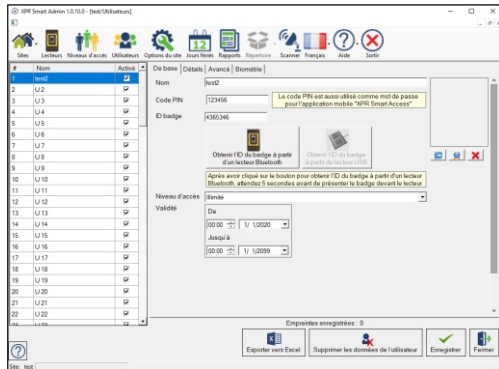 XPR Smart Admin 1.0.10.0 - [test/Utilisateurs]
Sites
Lecteurs
Niveaux d'accès
Utilisateurs
Options du site
Jours fériés
Rapports
Répertoire
Scanner
Français
Aide
Sortir
# Nom Activé
1 test2
2 U 2
3 U 3
4 U 4
5 U 5
6 U 6
7 U 7
8 U 8
9 U 9
10 U 10
11 U 11
12 U 12
13 U 13
14 U 14
15 U 15
16 U 16
17 U 17
18 U 18
19 U 19
20 U 20
21 U 21
22 U 22
De base Détails Avancé Biométrie
Nom test2
Code PIN 123456
Le code PIN est aussi utilisé comme mot de passe
pour l'application mobile "XPR Smart Access"
ID badge 4365346
Obtenir l'ID du badge à partir
d'un lecteur Bluetooth
Obtenir l'ID du badge
à partir du lecteur USB
Après avoir cliqué sur le bouton pour obtenir l'ID du badge à partir d'un lecteur
Bluetooth, attendez 5 secondes avant de présenter le badge devant le lecteur.
Niveau d'accès Illimité
Validité
De
00:00 1/ 1/2020
Jusqu'à
00:00 1/ 1/2099
Empreintes enregistrées : 0
Exporter vers Excel
Supprimer les données de l'utilisateur
Enregistrer
Fermer
Site: test